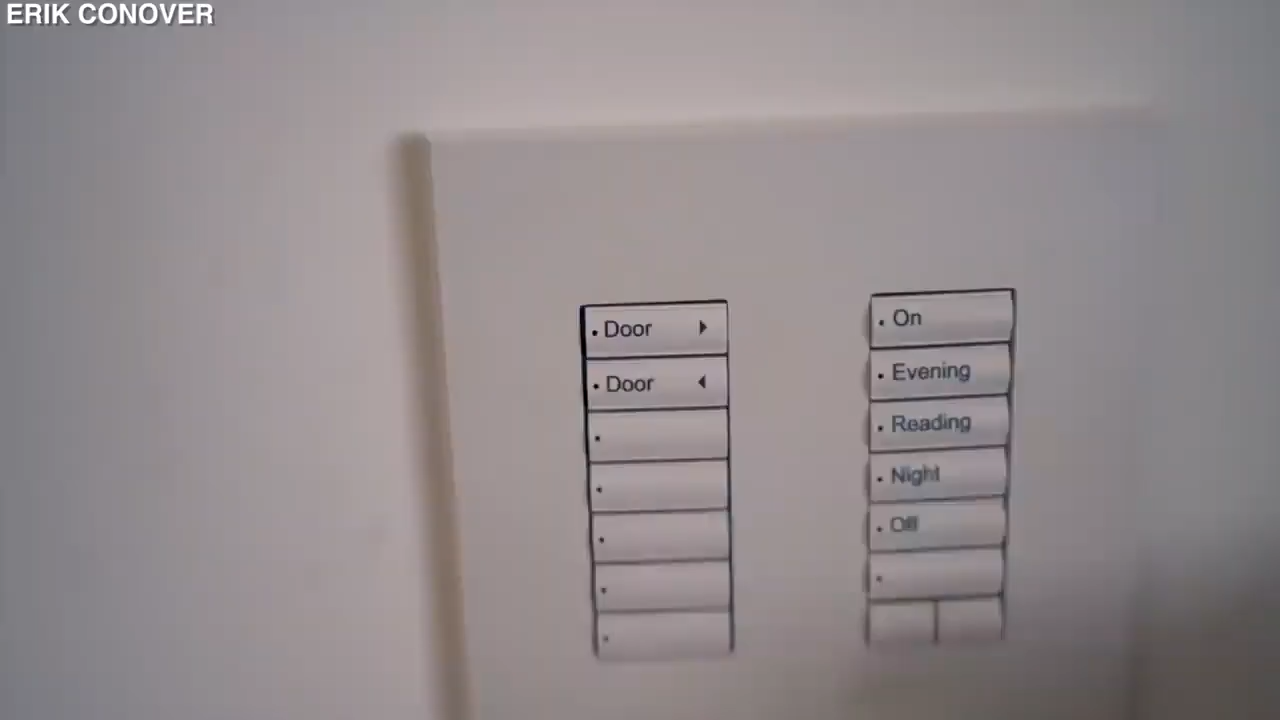 ERIK CONOVER
Door
Door
On
Evening
Reading
Night
Off